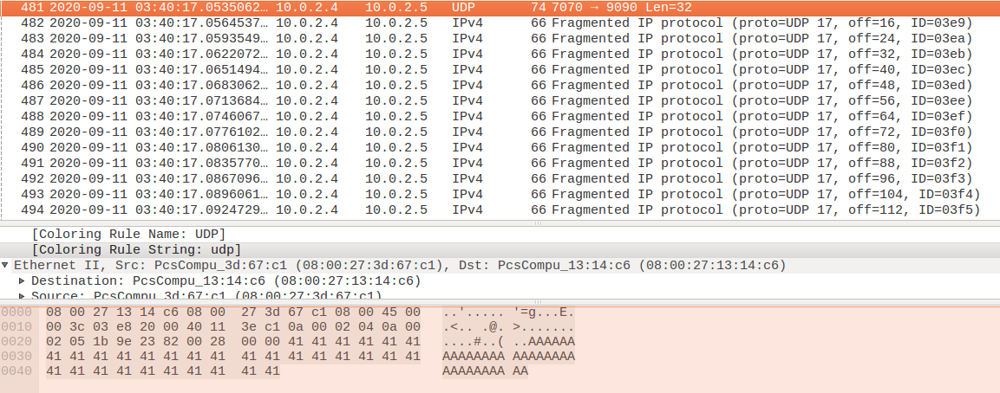 481 2020-09-11 03:40:17.0535062… 10.0.2.4 10.0.2.5 UDP 74 7070 → 9090 Len=32
482 2020-09-11 03:40:17.0564537… 10.0.2.4 10.0.2.5 IPv4 66 Fragmented IP protocol (proto=UDP 17, off=16, ID=03e9)
483 2020-09-11 03:40:17.0593549… 10.0.2.4 10.0.2.5 IPv4 66 Fragmented IP protocol (proto=UDP 17, off=24, ID=03ea)
484 2020-09-11 03:40:17.0622072… 10.0.2.4 10.0.2.5 IPv4 66 Fragmented IP protocol (proto=UDP 17, off=32, ID=03eb)
485 2020-09-11 03:40:17.0651494… 10.0.2.4 10.0.2.5 IPv4 66 Fragmented IP protocol (proto=UDP 17, off=40, ID=03ec)
486 2020-09-11 03:40:17.0683062… 10.0.2.4 10.0.2.5 IPv4 66 Fragmented IP protocol (proto=UDP 17, off=48, ID=03ed)
487 2020-09-11 03:40:17.0713684… 10.0.2.4 10.0.2.5 IPv4 66 Fragmented IP protocol (proto=UDP 17, off=56, ID=03ee)
488 2020-09-11 03:40:17.0746067… 10.0.2.4 10.0.2.5 IPv4 66 Fragmented IP protocol (proto=UDP 17, off=64, ID=03ef)
489 2020-09-11 03:40:17.0776102… 10.0.2.4 10.0.2.5 IPv4 66 Fragmented IP protocol (proto=UDP 17, off=72, ID=03f0)
490 2020-09-11 03:40:17.0806130… 10.0.2.4 10.0.2.5 IPv4 66 Fragmented IP protocol (proto=UDP 17, off=80, ID=03f1)
491 2020-09-11 03:40:17.0835770… 10.0.2.4 10.0.2.5 IPv4 66 Fragmented IP protocol (proto=UDP 17, off=88, ID=03f2)
492 2020-09-11 03:40:17.0867096… 10.0.2.4 10.0.2.5 IPv4 66 Fragmented IP protocol (proto=UDP 17, off=96, ID=03f3)
493 2020-09-11 03:40:17.0896061… 10.0.2.4 10.0.2.5 IPv4 66 Fragmented IP protocol (proto=UDP 17, off=104, ID=03f4)
494 2020-09-11 03:40:17.0924729… 10.0.2.4 10.0.2.5 IPv4 66 Fragmented IP protocol (proto=UDP 17, off=112, ID=03f5)
[Coloring Rule Name: UDP]
[Coloring Rule String: udp]
Ethernet II, Src: PcsCompu_3d:67:c1 (08:00:27:3d:67:c1), Dst: PcsCompu_13:14:c6 (08:00:27:13:14:c6)
Destination: PcsCompu_13:14:c6 (08:00:27:13:14:c6)
Source: PcsCompu_3d:67:c1 (08:00:27:3d:67:c1)
0000 08 00 27 13 14 c6 08 00 27 3d 67 c1 08 00 45 00 ..'..... '=g...E.
0010 00 3c 03 e8 20 00 40 11 3e c1 0a 00 02 04 0a 00 .<.. .@. >.......
0020 02 05 1b 9e 23 82 00 28 00 00 41 41 41 41 41 41 ....#..( ..AAAAAA
0030 41 41 41 41 41 41 41 41 41 41 41 41 41 41 41 41 AAAAAAAA AAAAAAAA
0040 41 41 41 41 41 41 41 41 41 41 AAAAAAAA AA